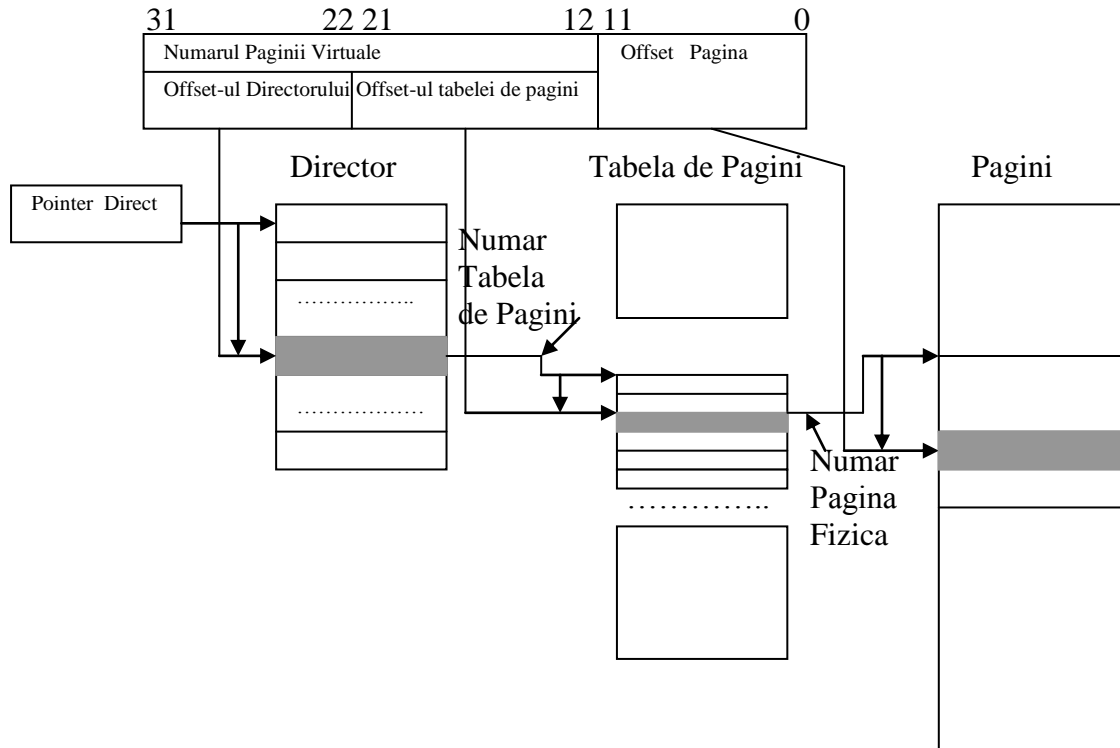 31 22 21 12 11 0
Numarul Paginii Virtuale
Offset Pagina
Offset-ul Directorului
Offset-ul tabelei de pagini
Director
Tabela de Pagini
Pagini
Pointer Direct
Numar
Tabela
de Pagini
……………..
………………
Numar
Pagina
Fizica
…………..